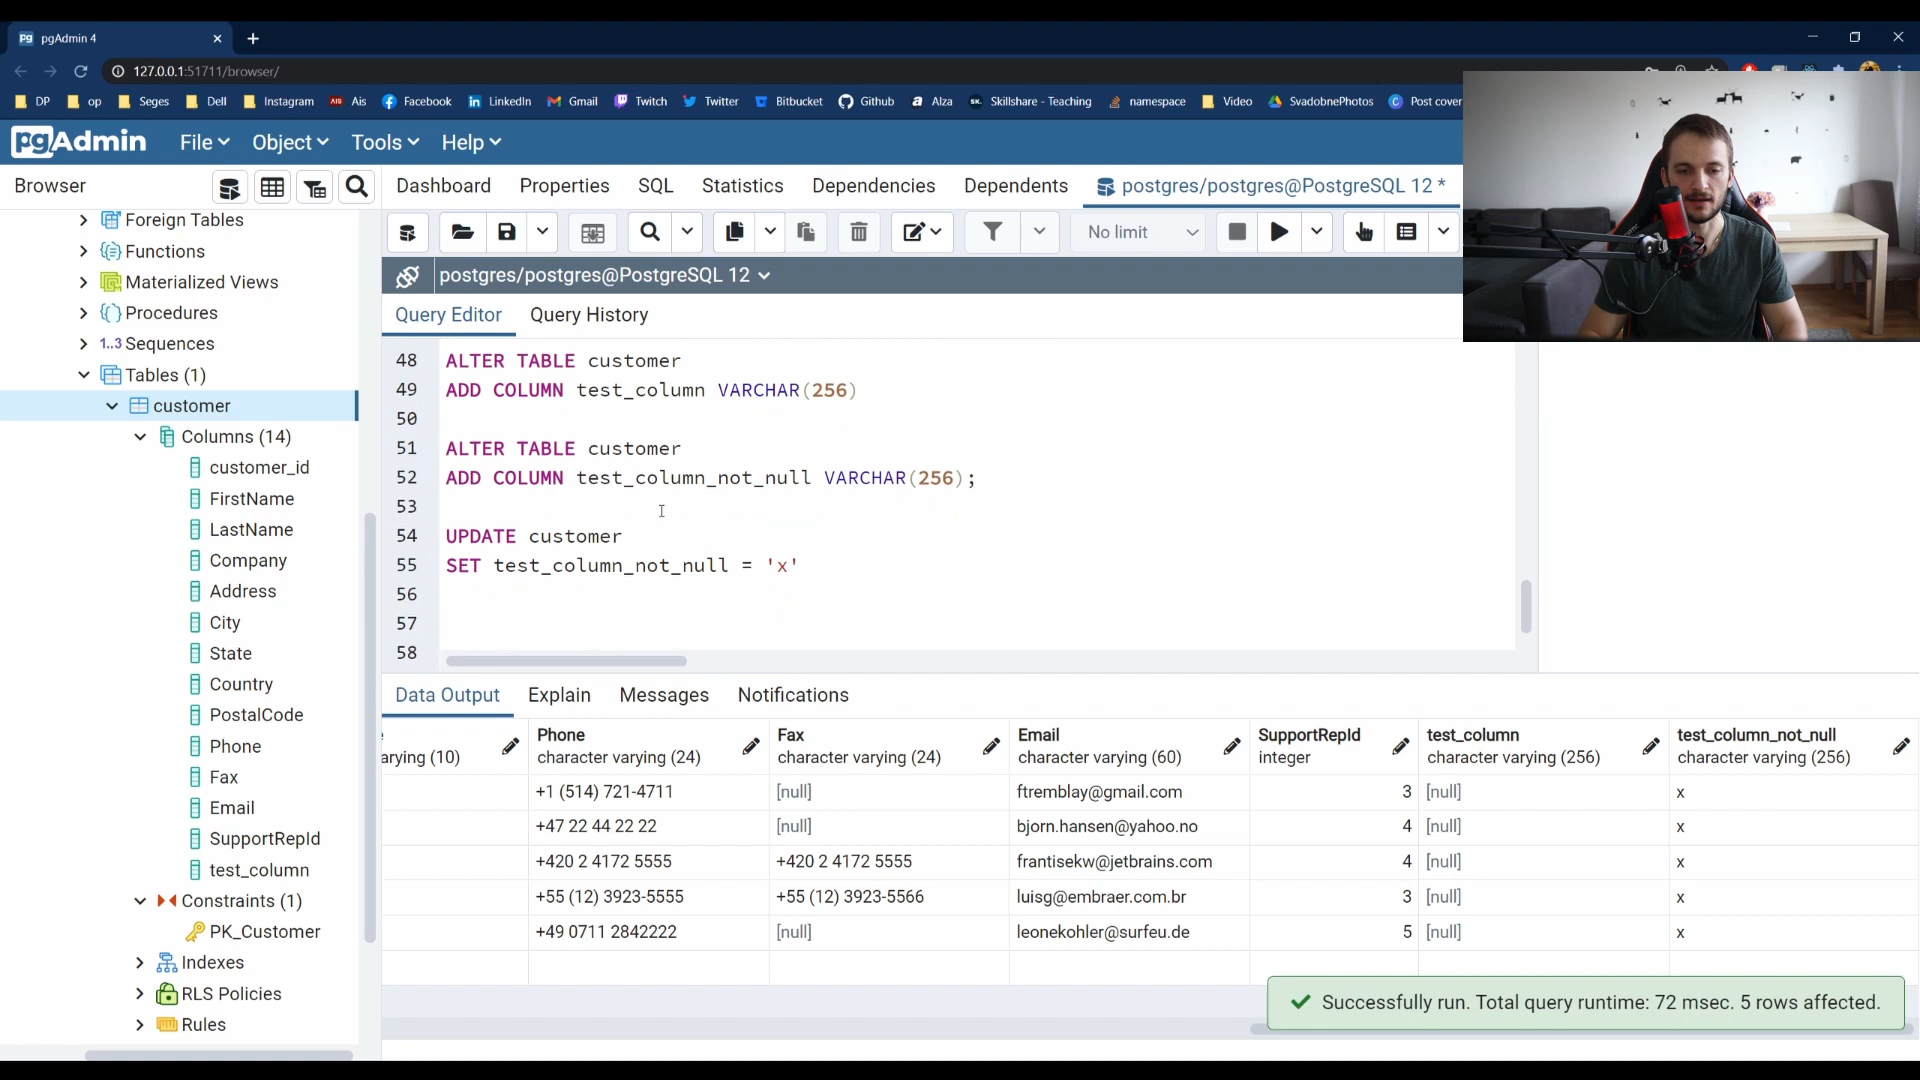 pgAdmin 4
127.0.0.1:51711/browser/
DP
op
Seges
Dell
Instagram
Ais
Facebook
LinkedIn
Gmail
Twitch
Twitter
Bitbucket
Github
Alza
Skillshare - Teaching
namespace
Video
SvadobnePhotos
Post cover
pgAdmin
File
Object
Tools
Help
Browser
Dashboard
Properties
SQL
Statistics
Dependencies
Dependents
postgres/postgres@PostgreSQL 12 *
No limit
postgres/postgres@PostgreSQL 12
Query Editor
Query History
Foreign Tables
Functions
Materialized Views
Procedures
1..3 Sequences
Tables (1)
customer
Columns (14)
customer_id
FirstName
LastName
Company
Address
City
State
Country
PostalCode
Phone
Fax
Email
SupportRepId
test_column
Constraints (1)
PK_Customer
Indexes
RLS Policies
Rules
48 ALTER TABLE customer
49 ADD COLUMN test_column VARCHAR(256)
50
51 ALTER TABLE customer
52 ADD COLUMN test_column_not_null VARCHAR(256);
53
54 UPDATE customer
55 SET test_column_not_null = 'x'
56
57
58
Data Output
Explain
Messages
Notifications
Phone Fax Email SupportRepId test_column test_column_not_null
arying (10) character varying (24) character varying (24) character varying (60) integer character varying (256) character varying (256)
+1 (514) 721-4711 [null] ftremblay@gmail.com 3 [null] x
+47 22 44 22 22 [null] bjorn.hansen@yahoo.no 4 [null] x
+420 2 4172 5555 +420 2 4172 5555 frantisekw@jetbrains.com 4 [null] x
+55 (12) 3923-5555 +55 (12) 3923-5566 luisg@embraer.com.br 3 [null] x
+49 0711 2842222 [null] leonekohler@surfeu.de 5 [null] x
Successfully run. Total query runtime: 72 msec. 5 rows affected.